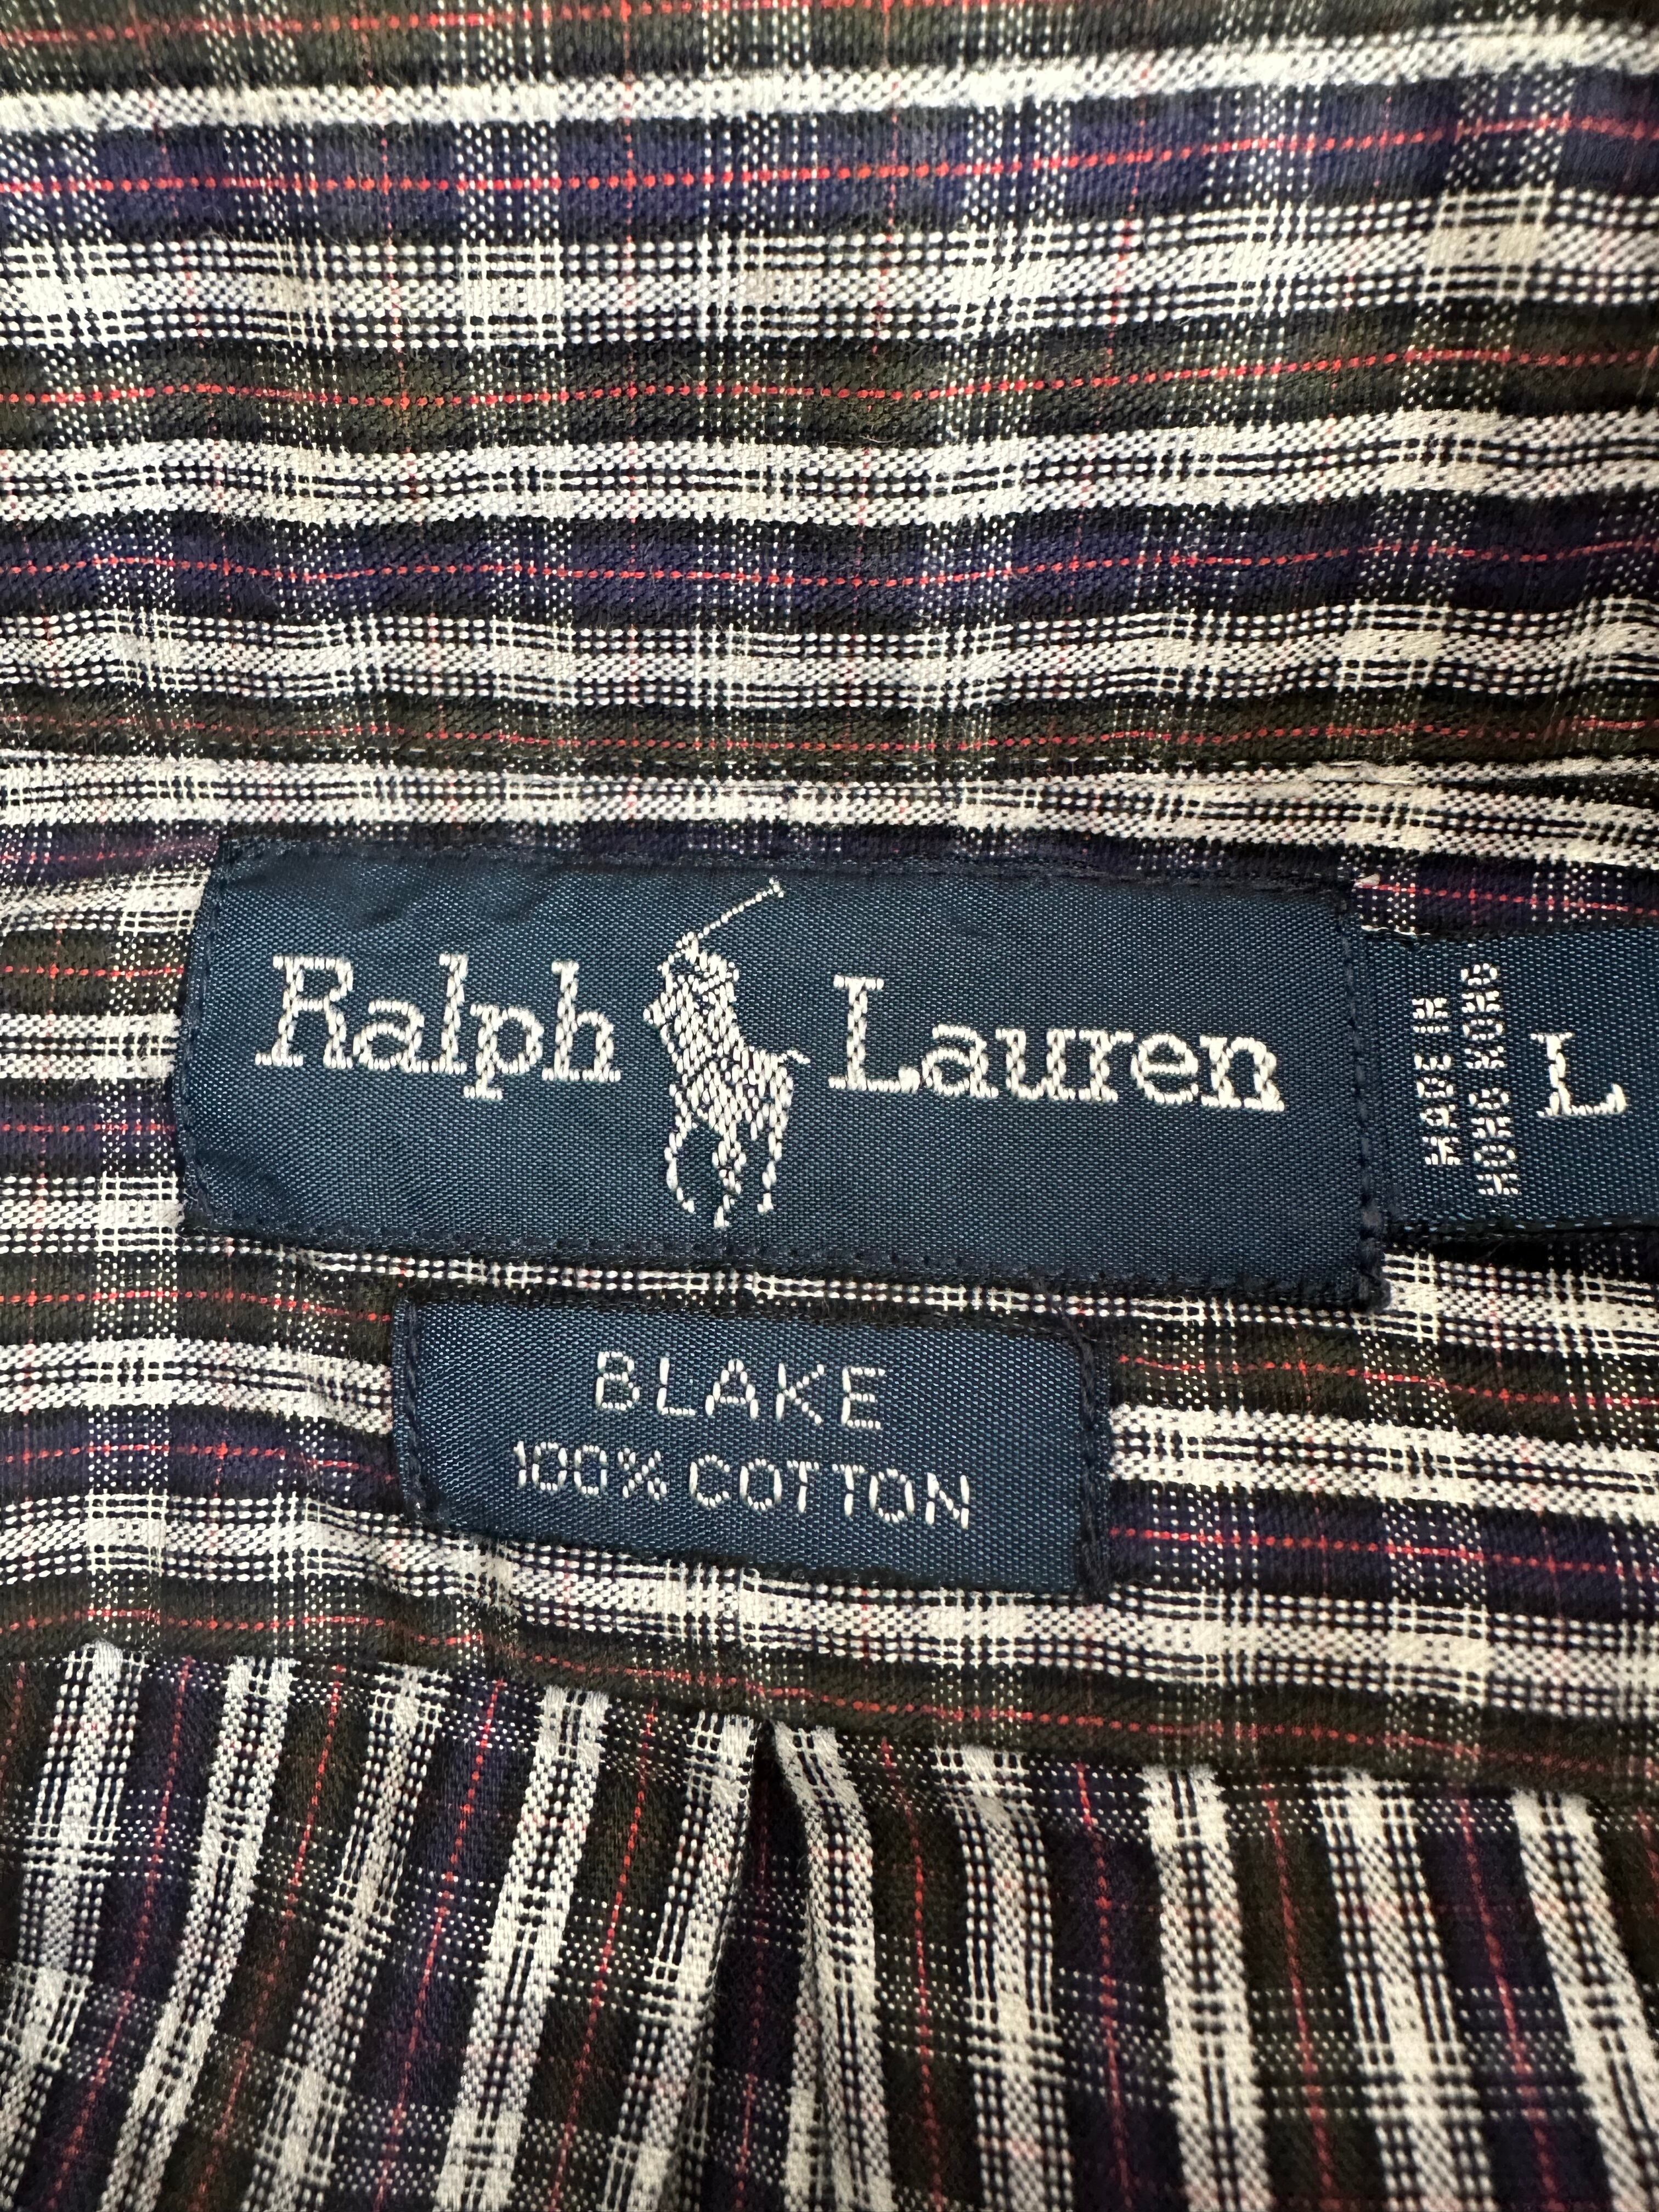 Ralph Lauren
MADE IN
HONG KONG
L
BLAKE
100% COTTON